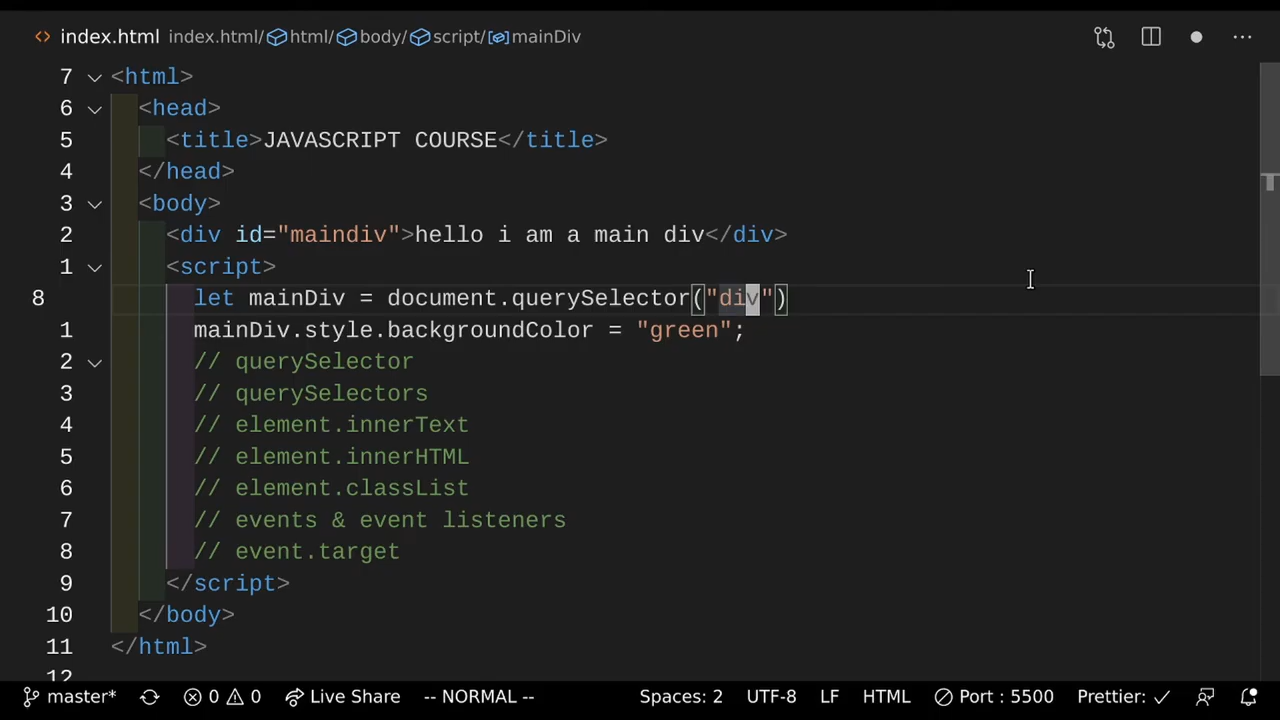 index.html index.html/html/body/script/mainDiv
7 <html>
6 <head>
5 <title>JAVASCRIPT COURSE</title>
4 </head>
3 <body>
2 <div id="maindiv">hello i am a main div</div>
1 <script>
8 let mainDiv = document.querySelector("div")
1 mainDiv.style.backgroundColor = "green";
2 // querySelector
3 // querySelectors
4 // element.innerText
5 // element.innerHTML
6 // element.classList
7 // events & event listeners
8 // event.target
9 </script>
10 </body>
11 </html>
12
master* 0 0 Live Share -- NORMAL -- Spaces: 2 UTF-8 LF HTML Port : 5500 Prettier: ✓